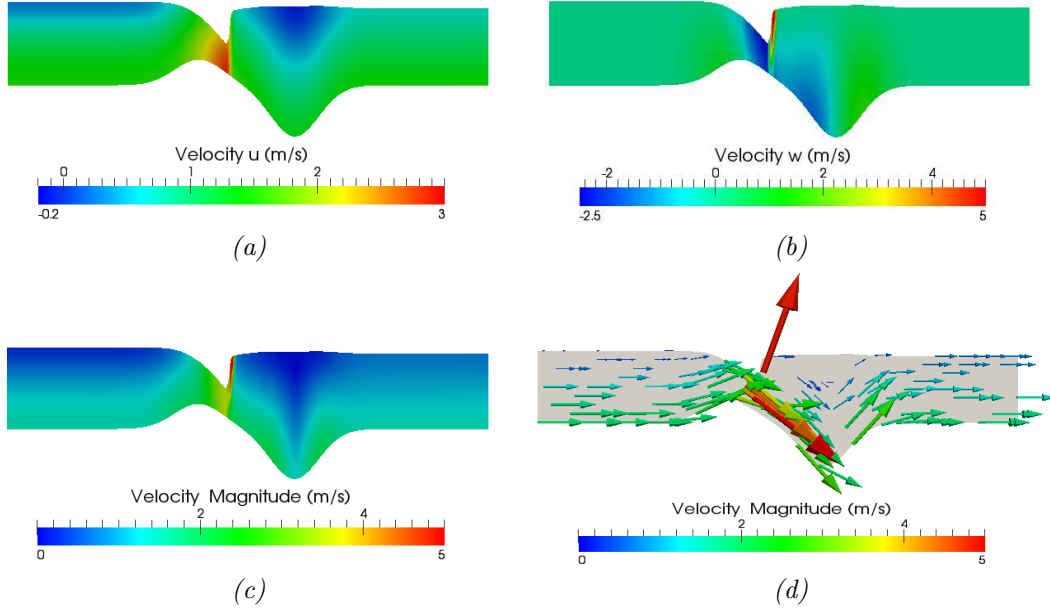 Velocity u (m/s)
0 1 2
-0.2 3
(a)
Velocity w (m/s)
-2 0 2 4
-2.5 5
(b)
Velocity Magnitude (m/s)
2 4
0 5
(c)
Velocity Magnitude (m/s)
2 4
0 5
(d)